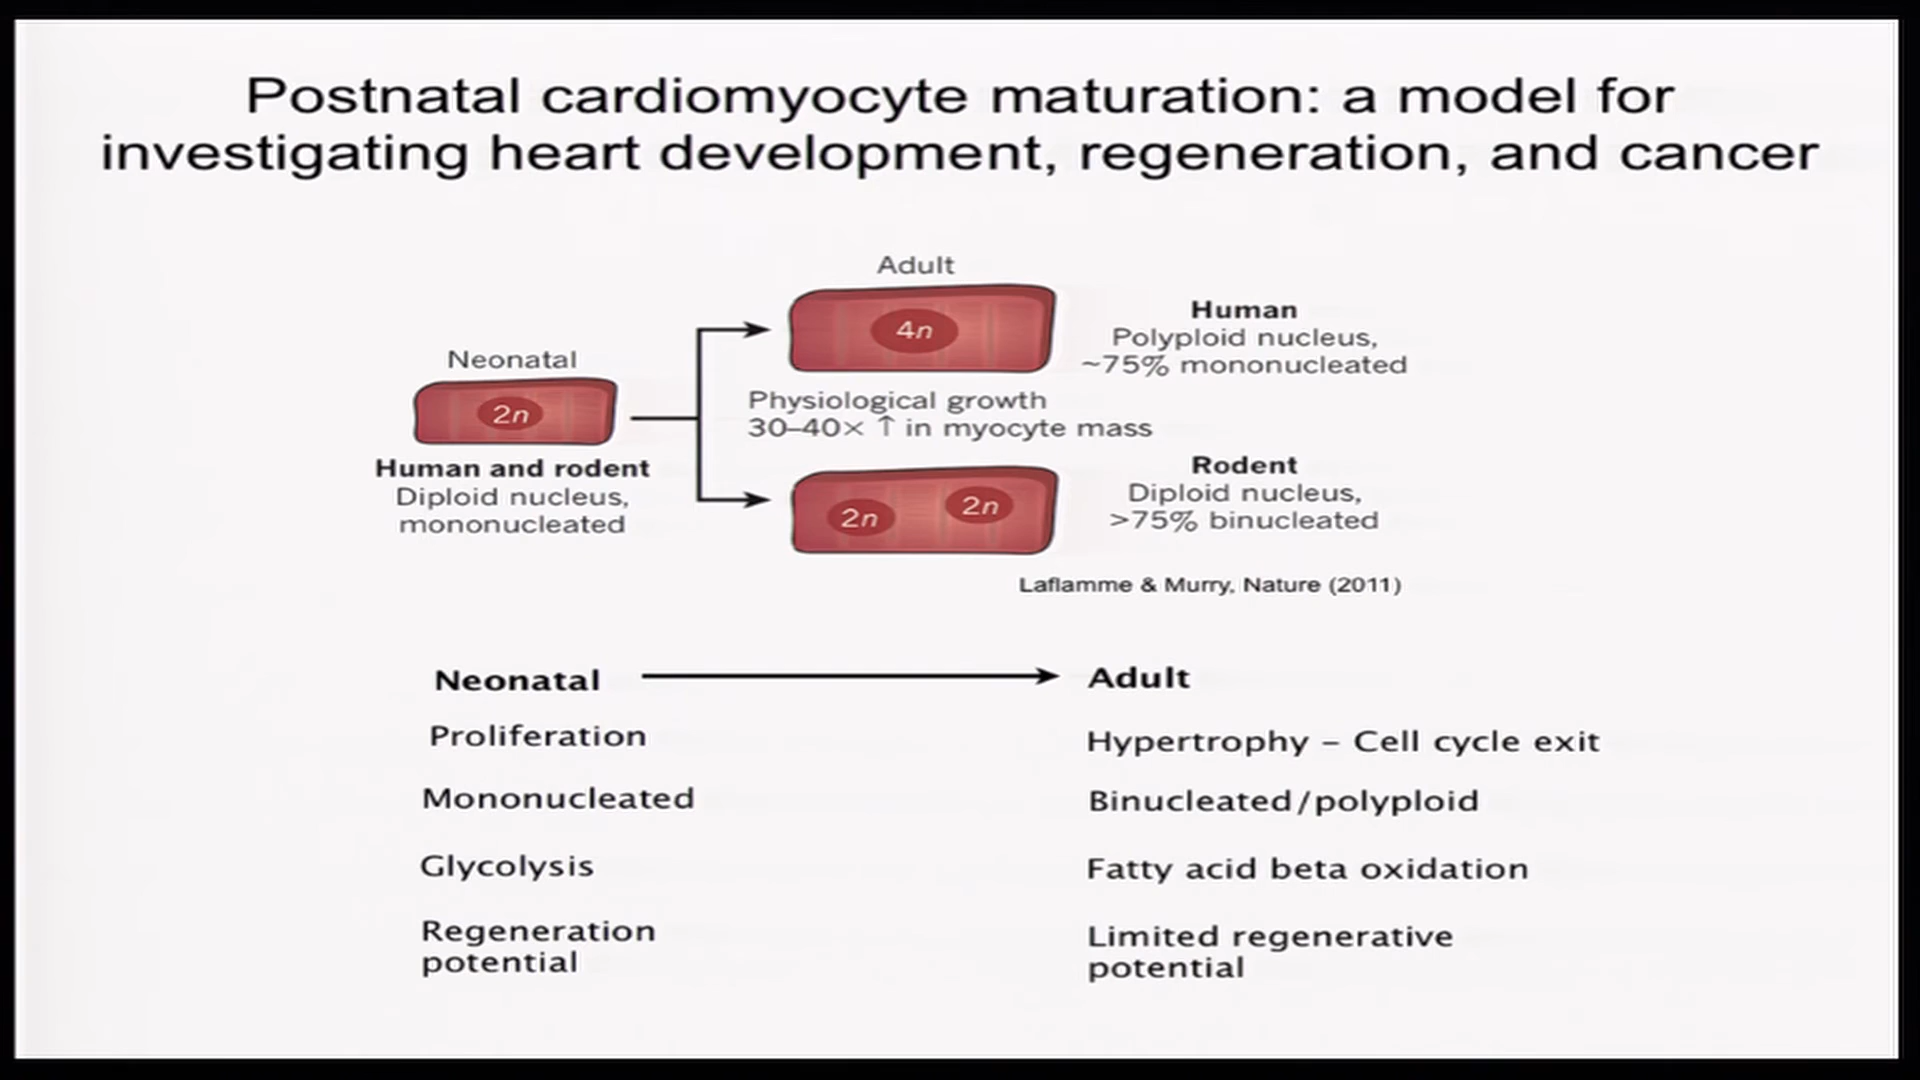 Postnatal cardiomyocyte maturation: a model for
investigating heart development, regeneration, and cancer
Adult
4n
Human
Polyploid nucleus,
~75% mononucleated
Neonatal
2n
Human and rodent
Diploid nucleus,
mononucleated
Physiological growth
30–40× ↑ in myocyte mass
2n 2n
Rodent
Diploid nucleus,
>75% binucleated
Laflamme & Murry, Nature (2011)
Neonatal
Adult
Proliferation
Hypertrophy – Cell cycle exit
Mononucleated
Binucleated/polyploid
Glycolysis
Fatty acid beta oxidation
Regeneration
potential
Limited regenerative
potential